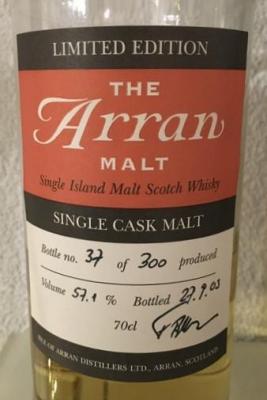 LIMITED EDITION
THE
Arran
MALT
Single Island Malt Scotch Whisky
SINGLE CASK MALT
Bottle no. 37 of 300 produced
Volume 57.1 % Bottled 27.9.03
70cl
ISLE OF ARRAN DISTILLERS LTD., ARRAN, SCOTLAND